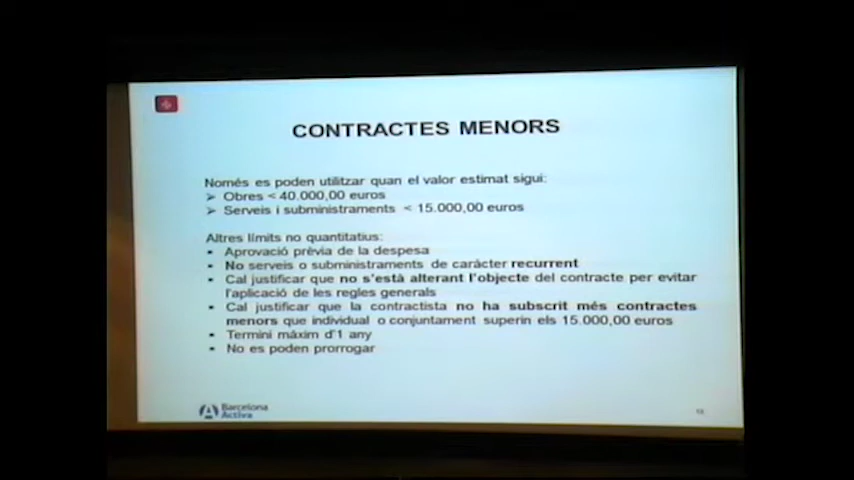 CONTRACTES MENORS
Només es poden utilitzar quan el valor estimat sigui:
➢ Obres < 40.000,00 euros
➢ Serveis i subministraments < 15.000,00 euros
Altres límits no quantitatius:
• Aprovació prèvia de la despesa
• No serveis o subministraments de caràcter recurrent
• Cal justificar que no s'està alterant l'objecte del contracte per evitar
l'aplicació de les regles generals
• Cal justificar que la contractista no ha subscrit més contractes
menors que individual o conjuntament superin els 15.000,00 euros
• Termini màxim d'1 any
• No es poden prorrogar
Barcelona
Activa